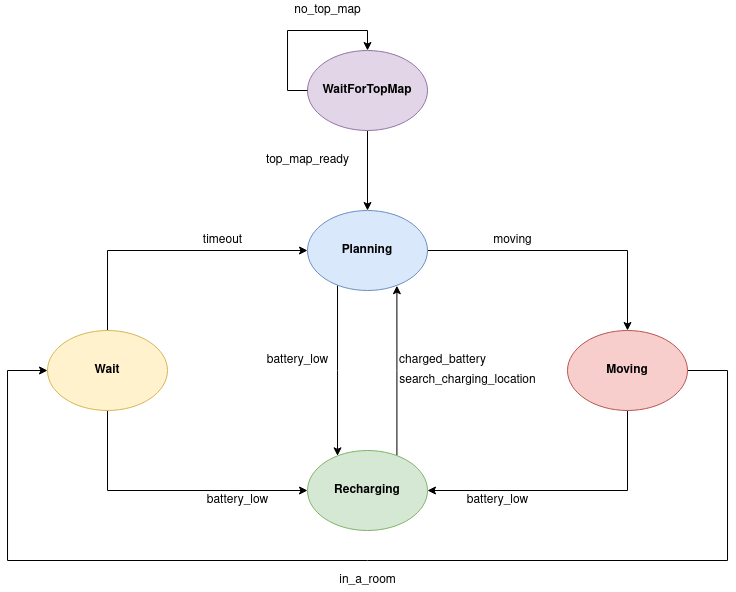 no_top_map
WaitForTopMap
top_map_ready
timeout
Planning
moving
battery_low
charged_battery
search_charging_location
Wait
Moving
battery_low
Recharging
battery_low
in_a_room